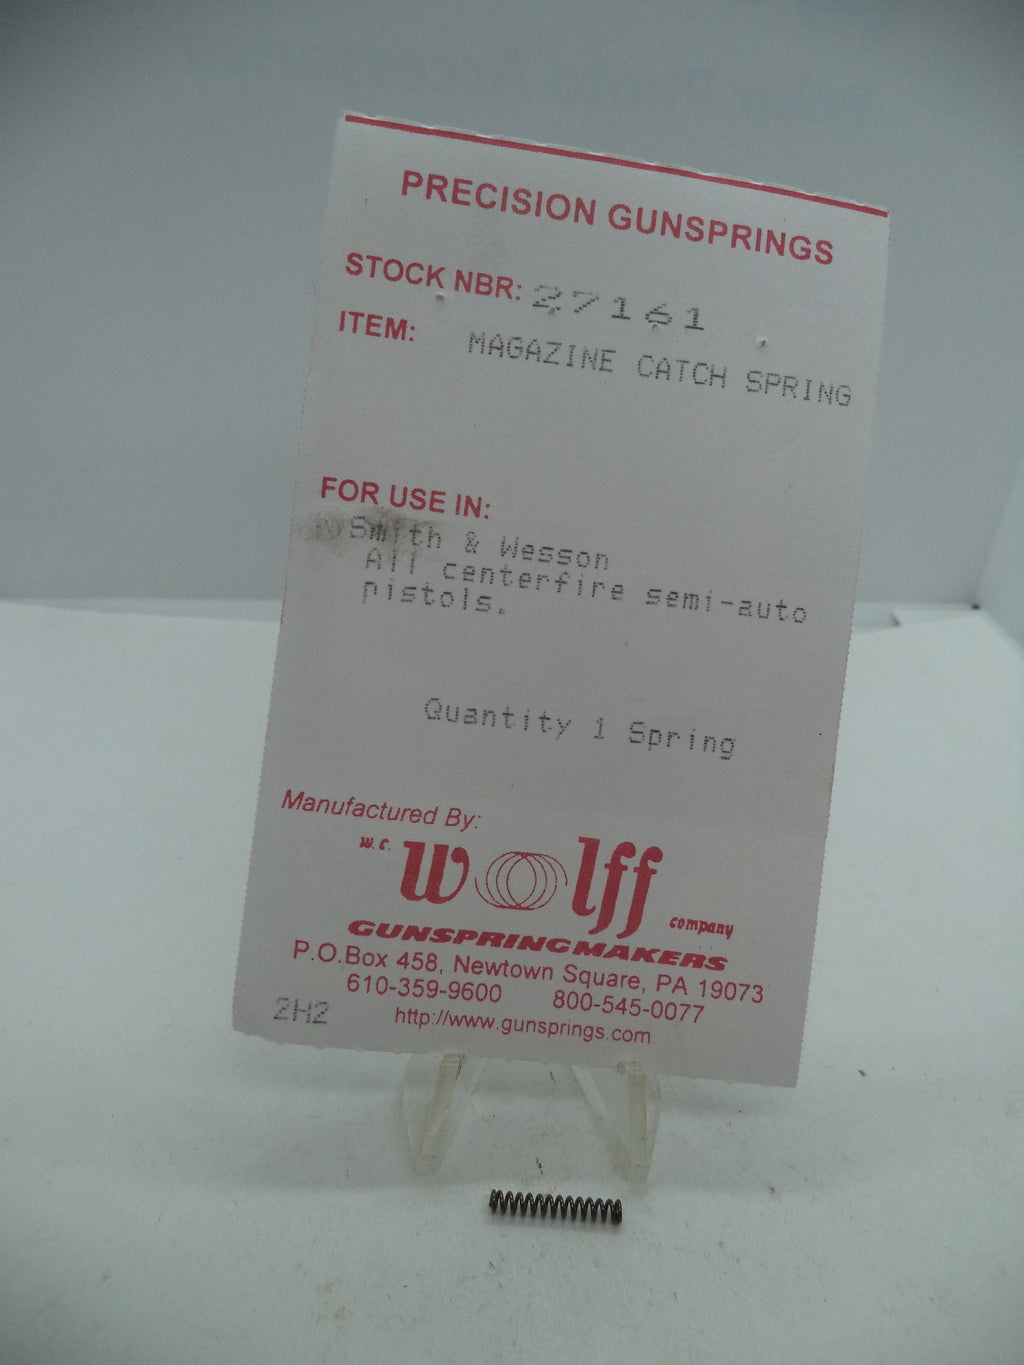 PRECISION GUNSPRINGS
STOCK NBR: 27161
ITEM: MAGAZINE CATCH SPRING
FOR USE IN:
Smith & Wesson
All centerfire semi-auto
pistols.
Quantity 1 Spring
Manufactured By:
W.C. Wolff company
GUNSPRINGMAKERS
P.O.Box 458, Newtown Square, PA 19073
610-359-9600 800-545-0077
2H2 http://www.gunsprings.com